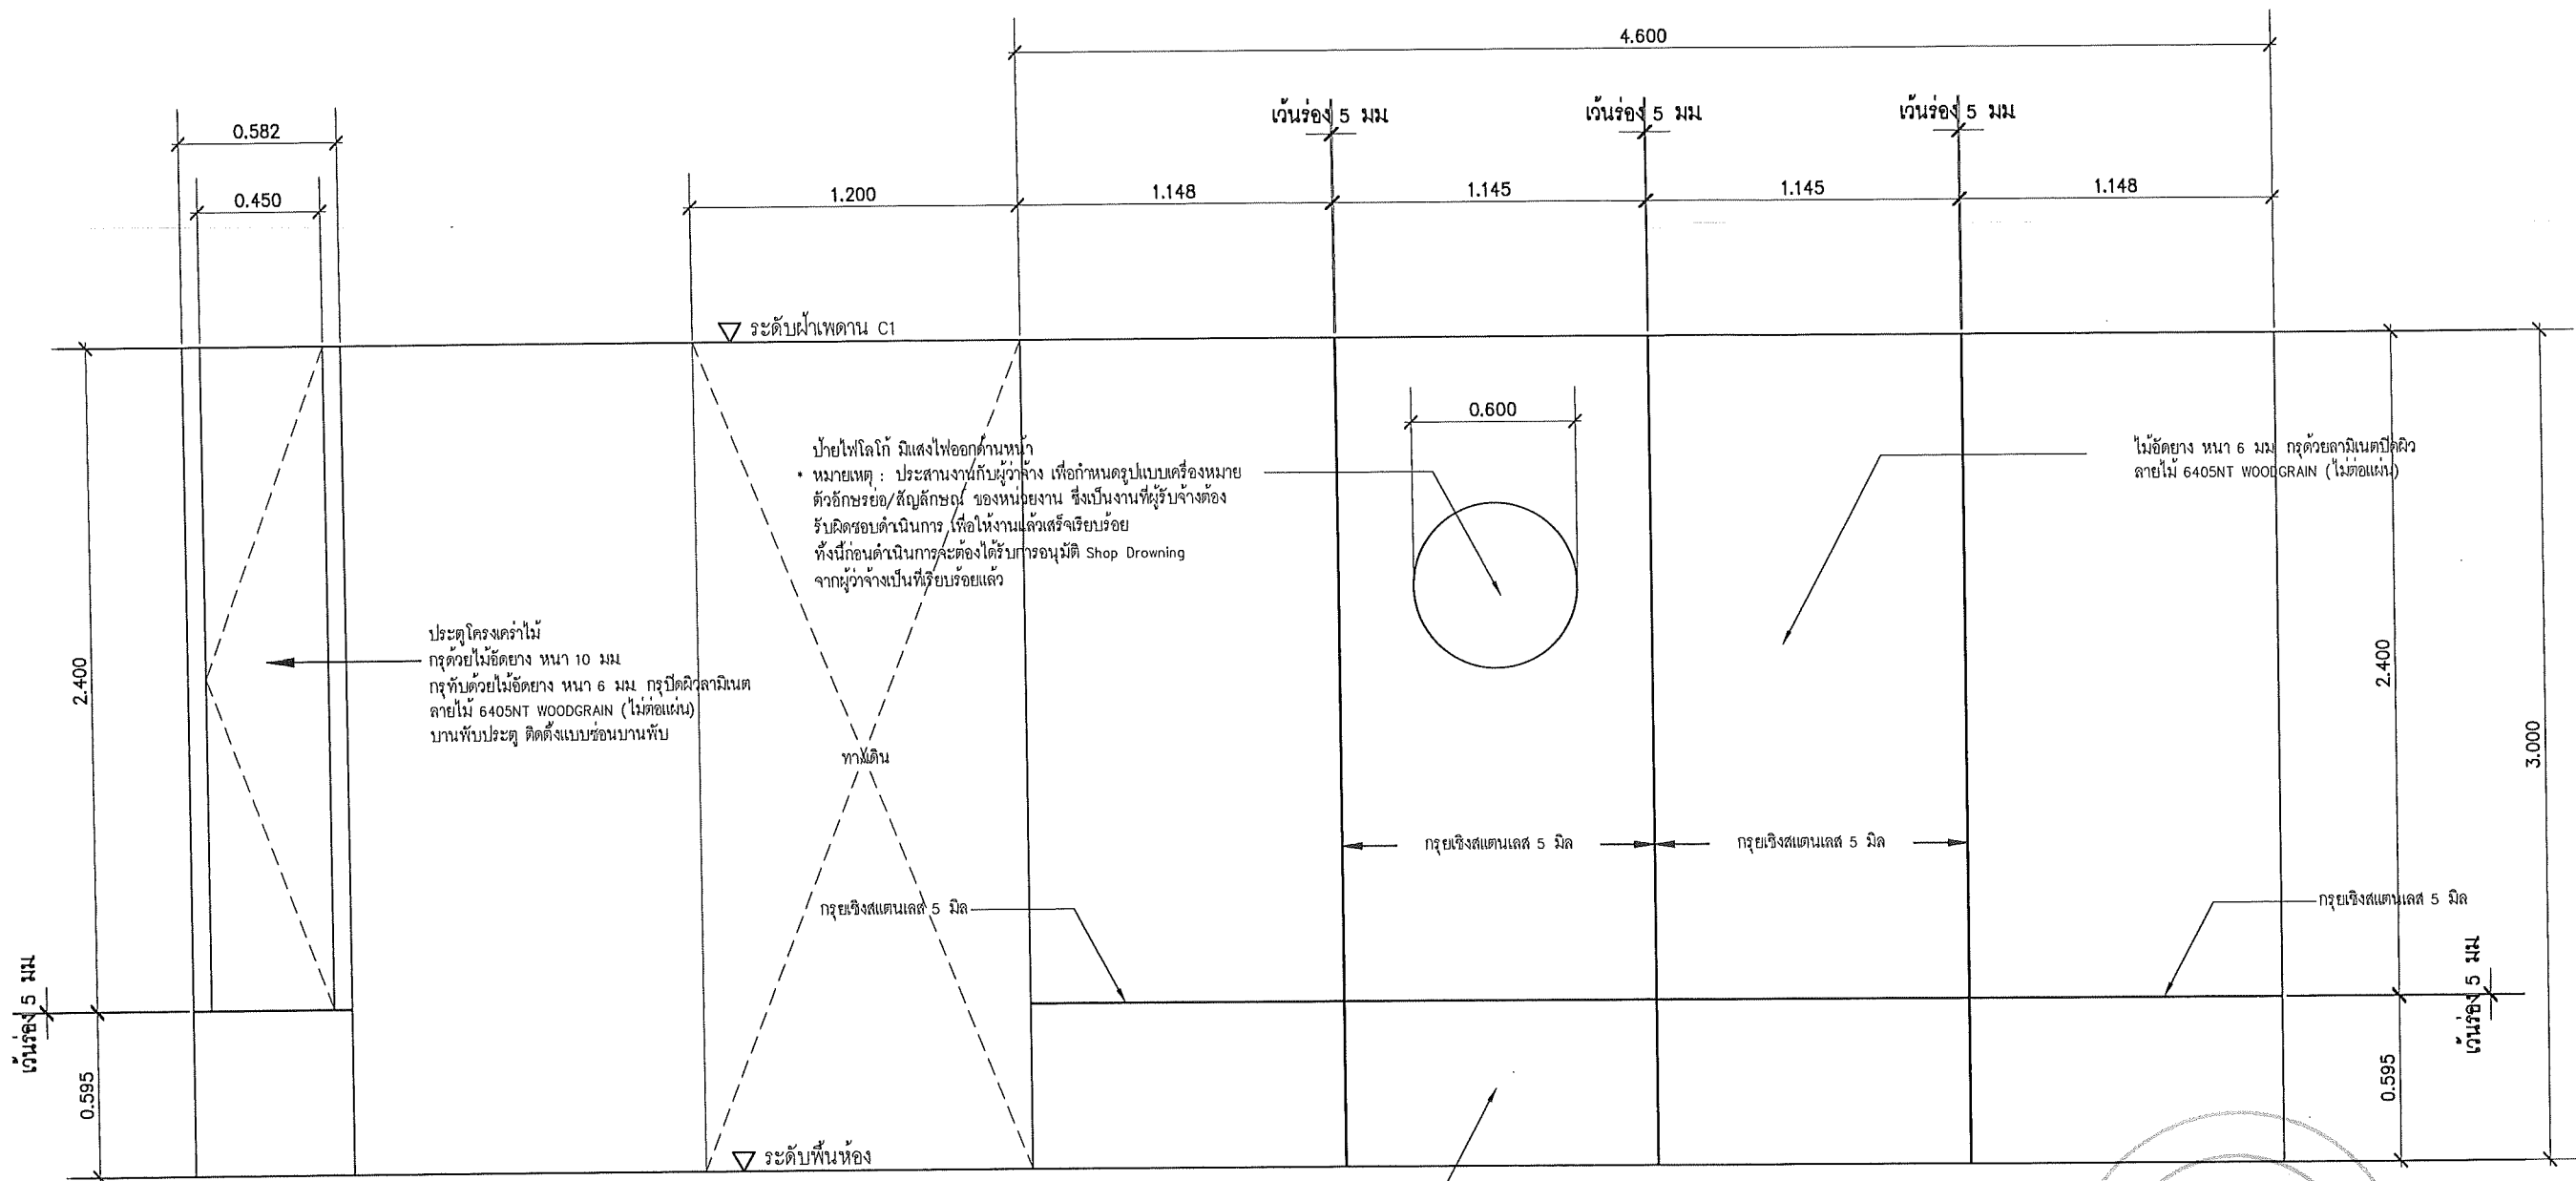 4.600
เว้นร่อง 5 มม
เว้นร่อง 5 มม
เว้นร่อง 5 มม
0.582
0.450
1.200
1.148
1.145
1.145
1.148
ระดับฝ้าเพดาน C1
0.600
ป้ายไฟโลโก้ มีแสงไฟออกด้านหน้า
* หมายเหตุ : ประสานงานกับผู้ว่าจ้าง เพื่อกำหนดรูปแบบเครื่องหมาย
ตัวอักษรย่อ/สัญลักษณ์ ของหน่วยงาน ซึ่งเป็นงานที่ผู้รับจ้างต้อง
รับผิดชอบดำเนินการ เพื่อให้งานแล้วเสร็จเรียบร้อย
ทั้งนี้ก่อนดำเนินการจะต้องได้รับการอนุมัติ Shop Drowning
จากผู้ว่าจ้างเป็นที่เรียบร้อยแล้ว
ไม้อัดยาง หนา 6 มม. กรุด้วยลามิเนตปิดผิว
ลายไม้ 6405NT WOODGRAIN (ไม่ต่อแผ่น)
ประตูโครงเคร่าไม้
กรุด้วยไม้อัดยาง หนา 10 มม.
กรุทับด้วยไม้อัดยาง หนา 6 มม. กรุปิดผิวลามิเนต
ลายไม้ 6405NT WOODGRAIN (ไม่ต่อแผ่น)
บานพับประตู ติดตั้งแบบซ่อนบานพับ
2.400
2.400
3.000
ทางเดิน
กรุยเชิงสแตนเลส 5 มิล
กรุยเชิงสแตนเลส 5 มิล
กรุยเชิงสแตนเลส 5 มิล
กรุยเชิงสแตนเลส 5 มิล
เว้นร่อง 5 มม
เว้นร่อง 5 มม
0.595
0.595
ระดับพื้นห้อง